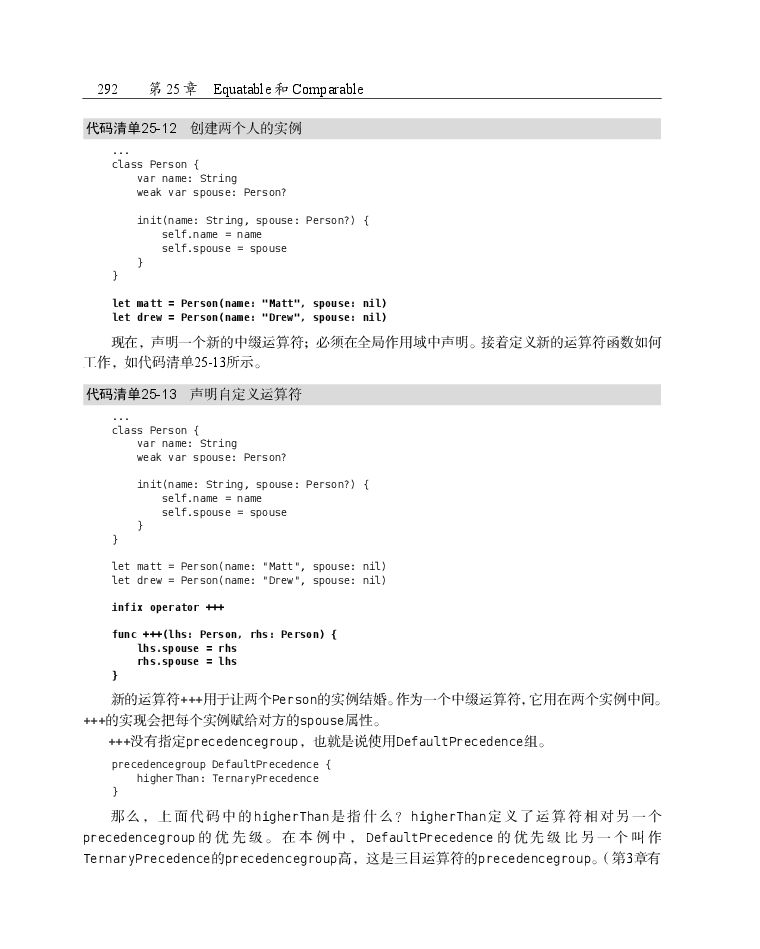 292 第 25 章 Equatable 和 Comparable
代码清单25-12 创建两个人的实例
...
class Person {
    var name: String
    weak var spouse: Person?

    init(name: String, spouse: Person?) {
        self.name = name
        self.spouse = spouse
    }
}

let matt = Person(name: "Matt", spouse: nil)
let drew = Person(name: "Drew", spouse: nil)
现在，声明一个新的中缀运算符；必须在全局作用域中声明。接着定义新的运算符函数如何
工作，如代码清单25-13所示。
代码清单25-13 声明自定义运算符
...
class Person {
    var name: String
    weak var spouse: Person?

    init(name: String, spouse: Person?) {
        self.name = name
        self.spouse = spouse
    }
}

let matt = Person(name: "Matt", spouse: nil)
let drew = Person(name: "Drew", spouse: nil)

infix operator +++

func +++(lhs: Person, rhs: Person) {
    lhs.spouse = rhs
    rhs.spouse = lhs
}
新的运算符+++用于让两个Person的实例结婚。作为一个中缀运算符，它用在两个实例中间。
+++的实现会把每个实例赋给对方的spouse属性。
+++没有指定precedencegroup，也就是说使用DefaultPrecedence组。
precedencegroup DefaultPrecedence {
    higherThan: TernaryPrecedence
}
那么，上面代码中的higherThan是指什么？higherThan定义了运算符相对另一个
precedencegroup的优先级。在本例中，DefaultPrecedence的优先级比另一个叫作
TernaryPrecedence的precedencegroup高，这是三目运算符的precedencegroup。（第3章有